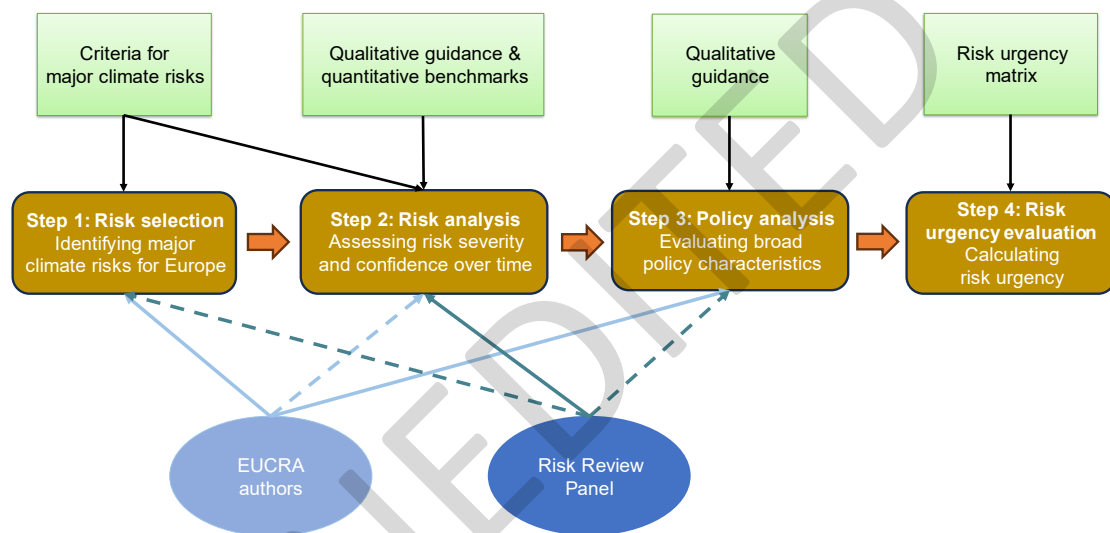 Criteria for
major climate risks
Qualitative guidance &
quantitative benchmarks
Qualitative
guidance
Risk urgency
matrix
Step 1: Risk selection
Identifying major
climate risks for Europe
Step 2: Risk analysis
Assessing risk severity
and confidence over time
Step 3: Policy analysis
Evaluating broad
policy characteristics
Step 4: Risk
urgency evaluation
Calculating
risk urgency
EUCRA
authors
Risk Review
Panel
EDITED